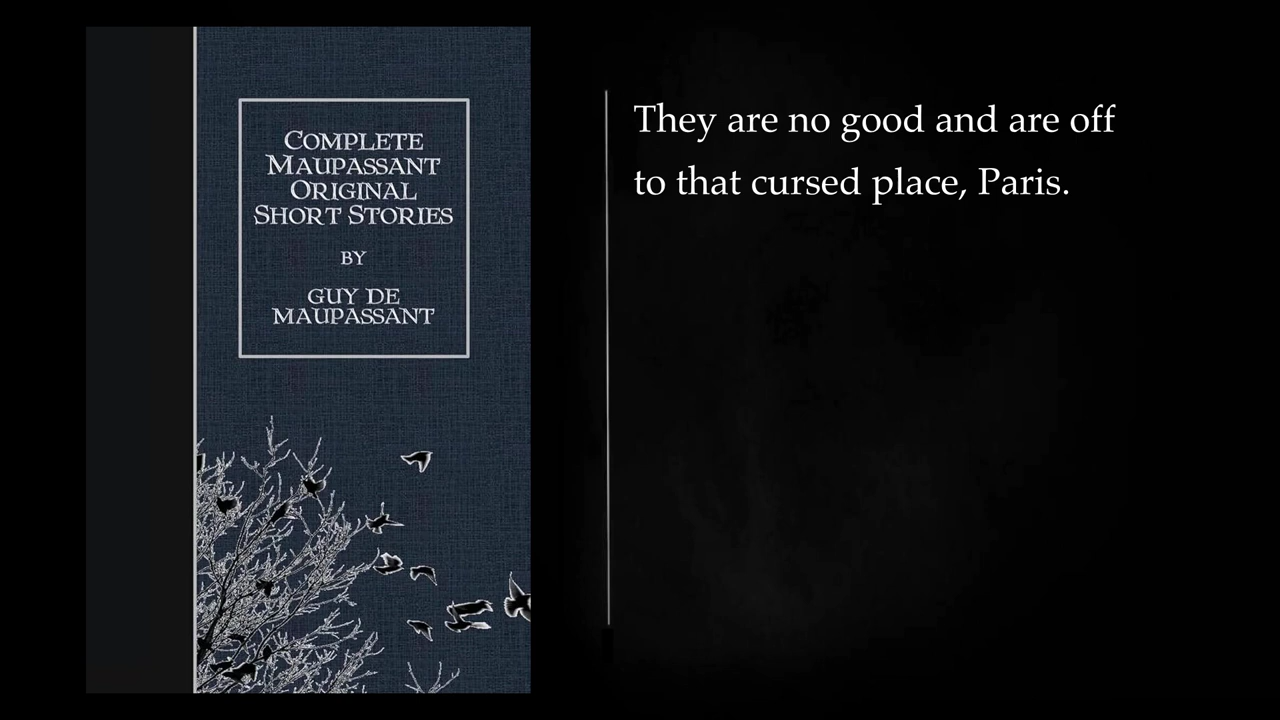 COMPLETE
MAUPASSANT
ORIGINAL
SHORT STORIES
BY
GUY DE
MAUPASSANT
They are no good and are off
to that cursed place, Paris.